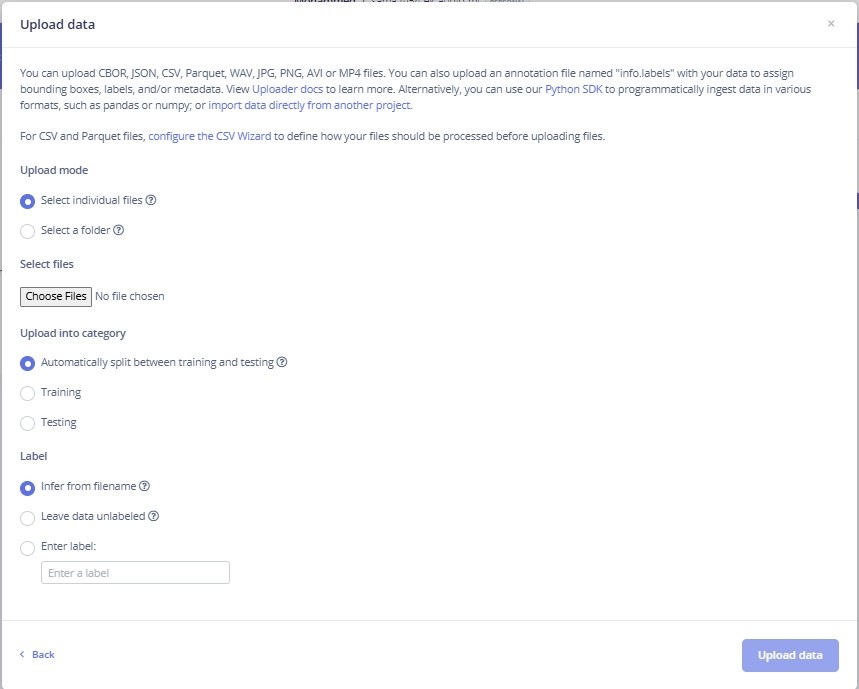 Upload data
×
You can upload CBOR, JSON, CSV, Parquet, WAV, JPG, PNG, AVI or MP4 files. You can also upload an annotation file named "info.labels" with your data to assign
bounding boxes, labels, and/or metadata. View Uploader docs to learn more. Alternatively, you can use our Python SDK to programmatically ingest data in various
formats, such as pandas or numpy; or import data directly from another project.
For CSV and Parquet files, configure the CSV Wizard to define how your files should be processed before uploading files.
Upload mode
Select individual files ?
Select a folder ?
Select files
Choose Files No file chosen
Upload into category
Automatically split between training and testing ?
Training
Testing
Label
Infer from filename ?
Leave data unlabeled ?
Enter label:
Enter a label
Back
Upload data